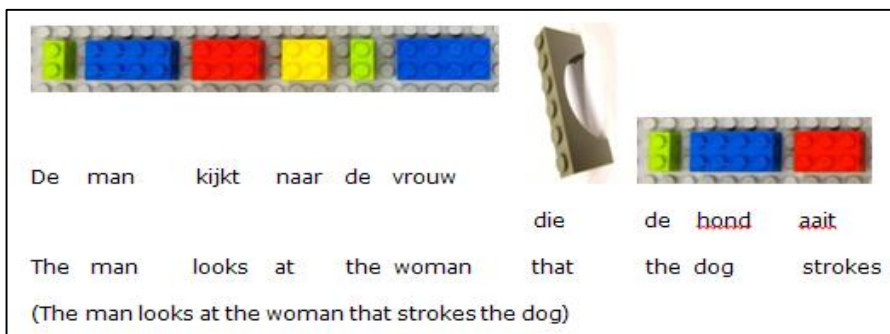 De man kijkt naar de vrouw
die de hond aait
The man looks at the woman that the dog strokes
(The man looks at the woman that strokes the dog)